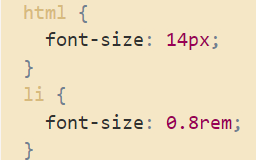 html {
  font-size: 14px;
}
li {
  font-size: 0.8rem;
}